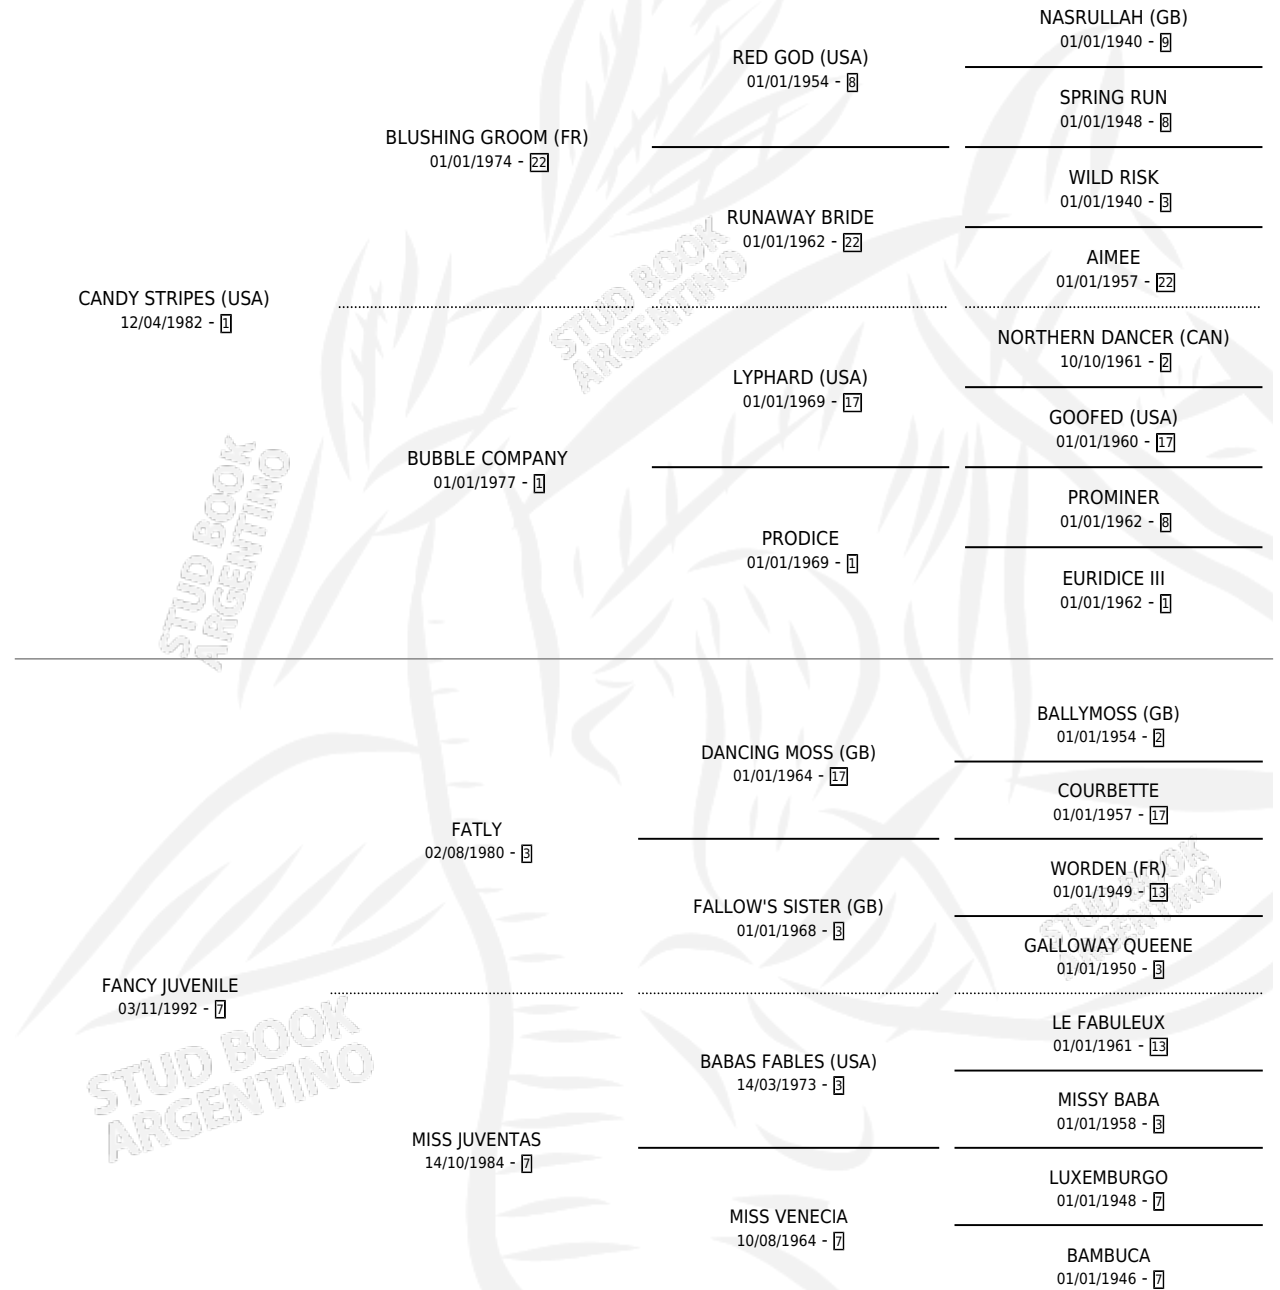 NASRULLAH (GB)
01/01/1940 - 9
RED GOD (USA)
01/01/1954 - 8
SPRING RUN
01/01/1948 - 8
BLUSHING GROOM (FR)
01/01/1974 - 22
WILD RISK
01/01/1940 - 3
RUNAWAY BRIDE
01/01/1962 - 22
AIMEE
01/01/1957 - 22
CANDY STRIPES (USA)
12/04/1982 - 1
NORTHERN DANCER (CAN)
10/10/1961 - 2
LYPHARD (USA)
01/01/1969 - 17
GOOFED (USA)
01/01/1960 - 17
BUBBLE COMPANY
01/01/1977 - 1
PROMINER
01/01/1962 - 8
PRODICE
01/01/1969 - 1
EURIDICE III
01/01/1962 - 1
STUD BOOK
ARGENTINO
STUD BOOK
ARGENTINO
BALLYMOSS (GB)
01/01/1954 - 2
DANCING MOSS (GB)
01/01/1964 - 17
COURBETTE
01/01/1957 - 17
FATLY
02/08/1980 - 3
WORDEN (FR)
01/01/1949 - 13
FALLOW'S SISTER (GB)
01/01/1968 - 3
GALLOWAY QUEENE
01/01/1950 - 3
FANCY JUVENILE
03/11/1992 - 7
LE FABULEUX
01/01/1961 - 13
BABAS FABLES (USA)
14/03/1973 - 3
MISSY BABA
01/01/1958 - 3
MISS JUVENTAS
14/10/1984 - 7
LUXEMBURGO
01/01/1948 - 7
MISS VENECIA
10/08/1964 - 7
BAMBUCA
01/01/1946 - 7
STUD BOOK
ARGENTINO
STUD BOOK
ARGENTINO